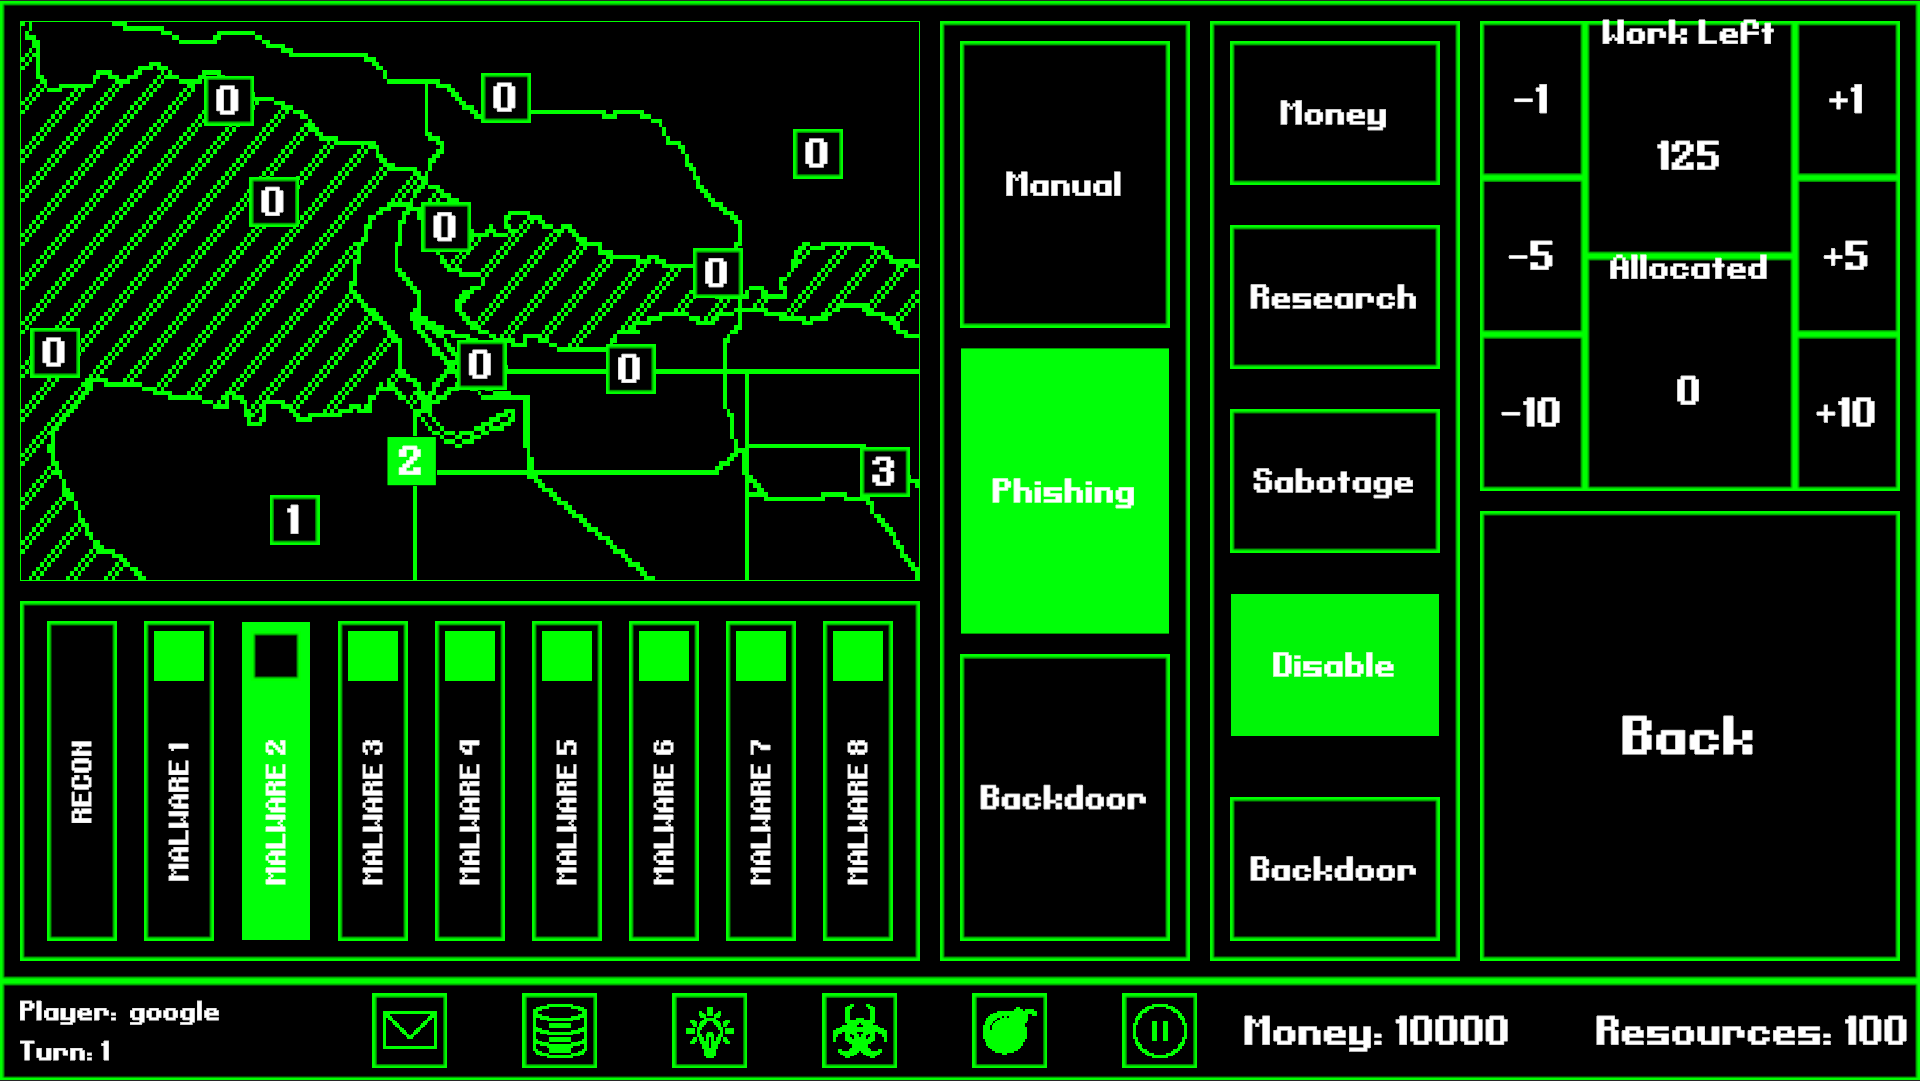 0
0
0
0
0
0
0
0
0
2
3
1
RECON
MALWARE 1
MALWARE 2
MALWARE 3
MALWARE 4
MALWARE 5
MALWARE 6
MALWARE 7
MALWARE 8
Manual
Phishing
Backdoor
Money
Research
Sabotage
Disable
Backdoor
Work Left
-1
125
+1
-5
+5
Allocated
-10
0
+10
Back
Player: google
Turn: 1
Money: 10000
Resources: 100